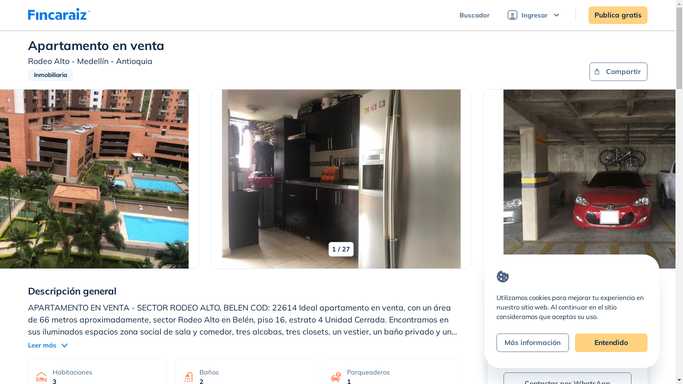 Fincaraiz
Buscador
Ingresar
Publica gratis
Apartamento en venta
Rodeo Alto - Medellín - Antioquia
Inmobiliaria
Compartir
1 / 27
Descripción general
APARTAMENTO EN VENTA - SECTOR RODEO ALTO, BELEN COD: 22614 Ideal apartamento en venta, con un área
de 66 metros aproximadamente, sector Rodeo Alto en Belén, piso 16, estrato 4 Unidad Cerrada. Encontramos en
sus iluminados espacios zona social de sala y comedor, tres alcobas, tres closets, un vestier, un baño privado y un...
Leer más
Habitaciones
3
Baños
2
Parqueaderos
1
Utilizamos cookies para mejorar tu experiencia en
nuestro sitio web. Al continuar en el sitio
consideramos que aceptas su uso.
Más información
Entendido
Contactar por WhatsApp